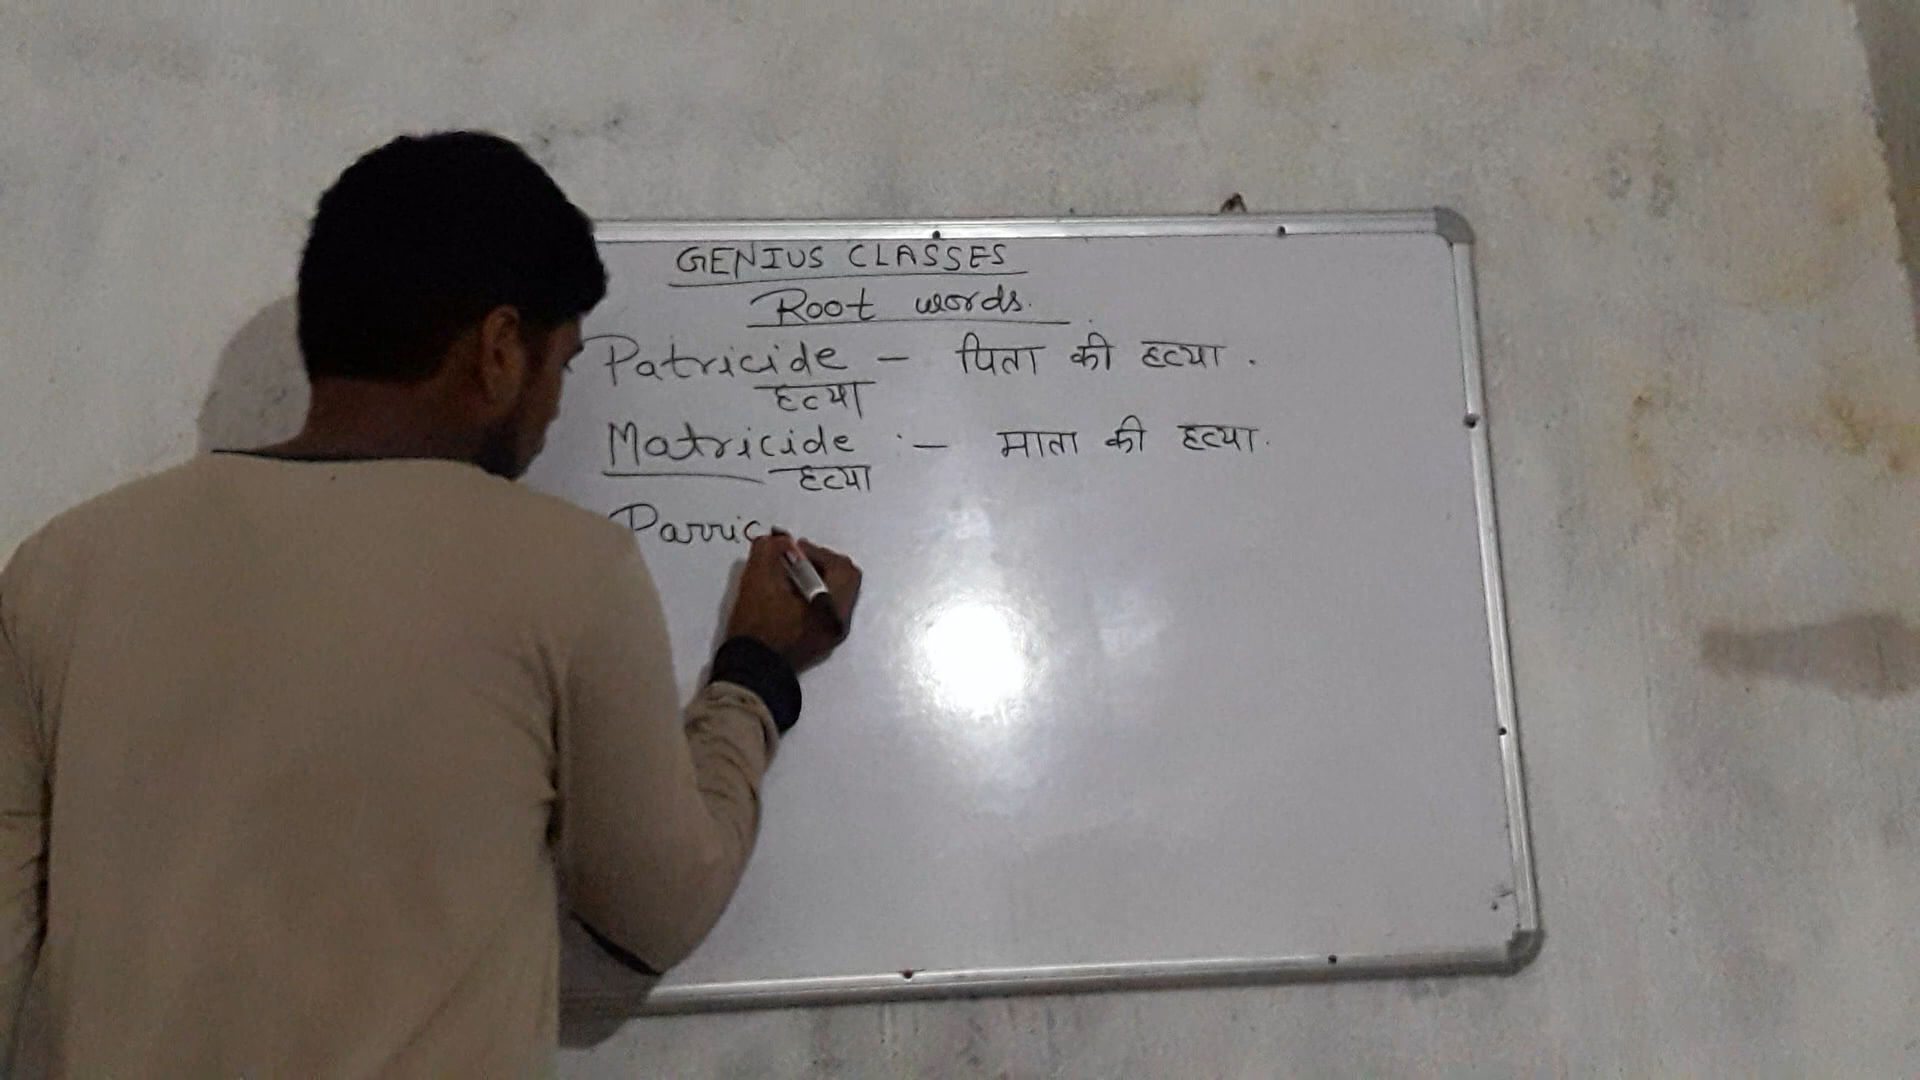 GENIUS CLASSES
Root words.
Patricide - पिता की हत्या .
हत्या
Matricide :- माता की हत्या.
हत्या
Parric